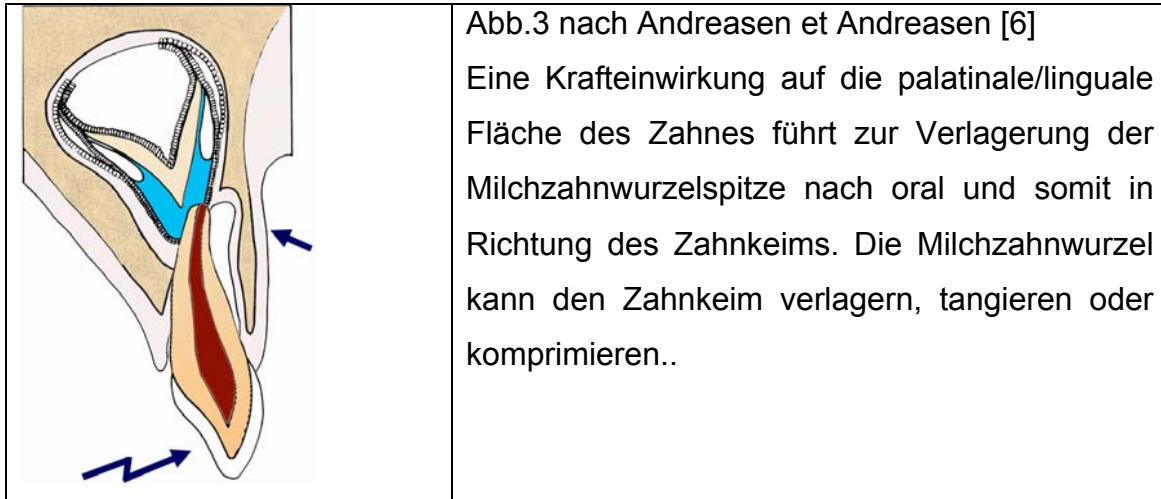 Abb.3 nach Andreasen et Andreasen [6]
Eine Krafteinwirkung auf die palatinale/linguale
Fläche des Zahnes führt zur Verlagerung der
Milchzahnwurzelspitze nach oral und somit in
Richtung des Zahnkeims. Die Milchzahnwurzel
kann den Zahnkeim verlagern, tangieren oder
komprimieren..